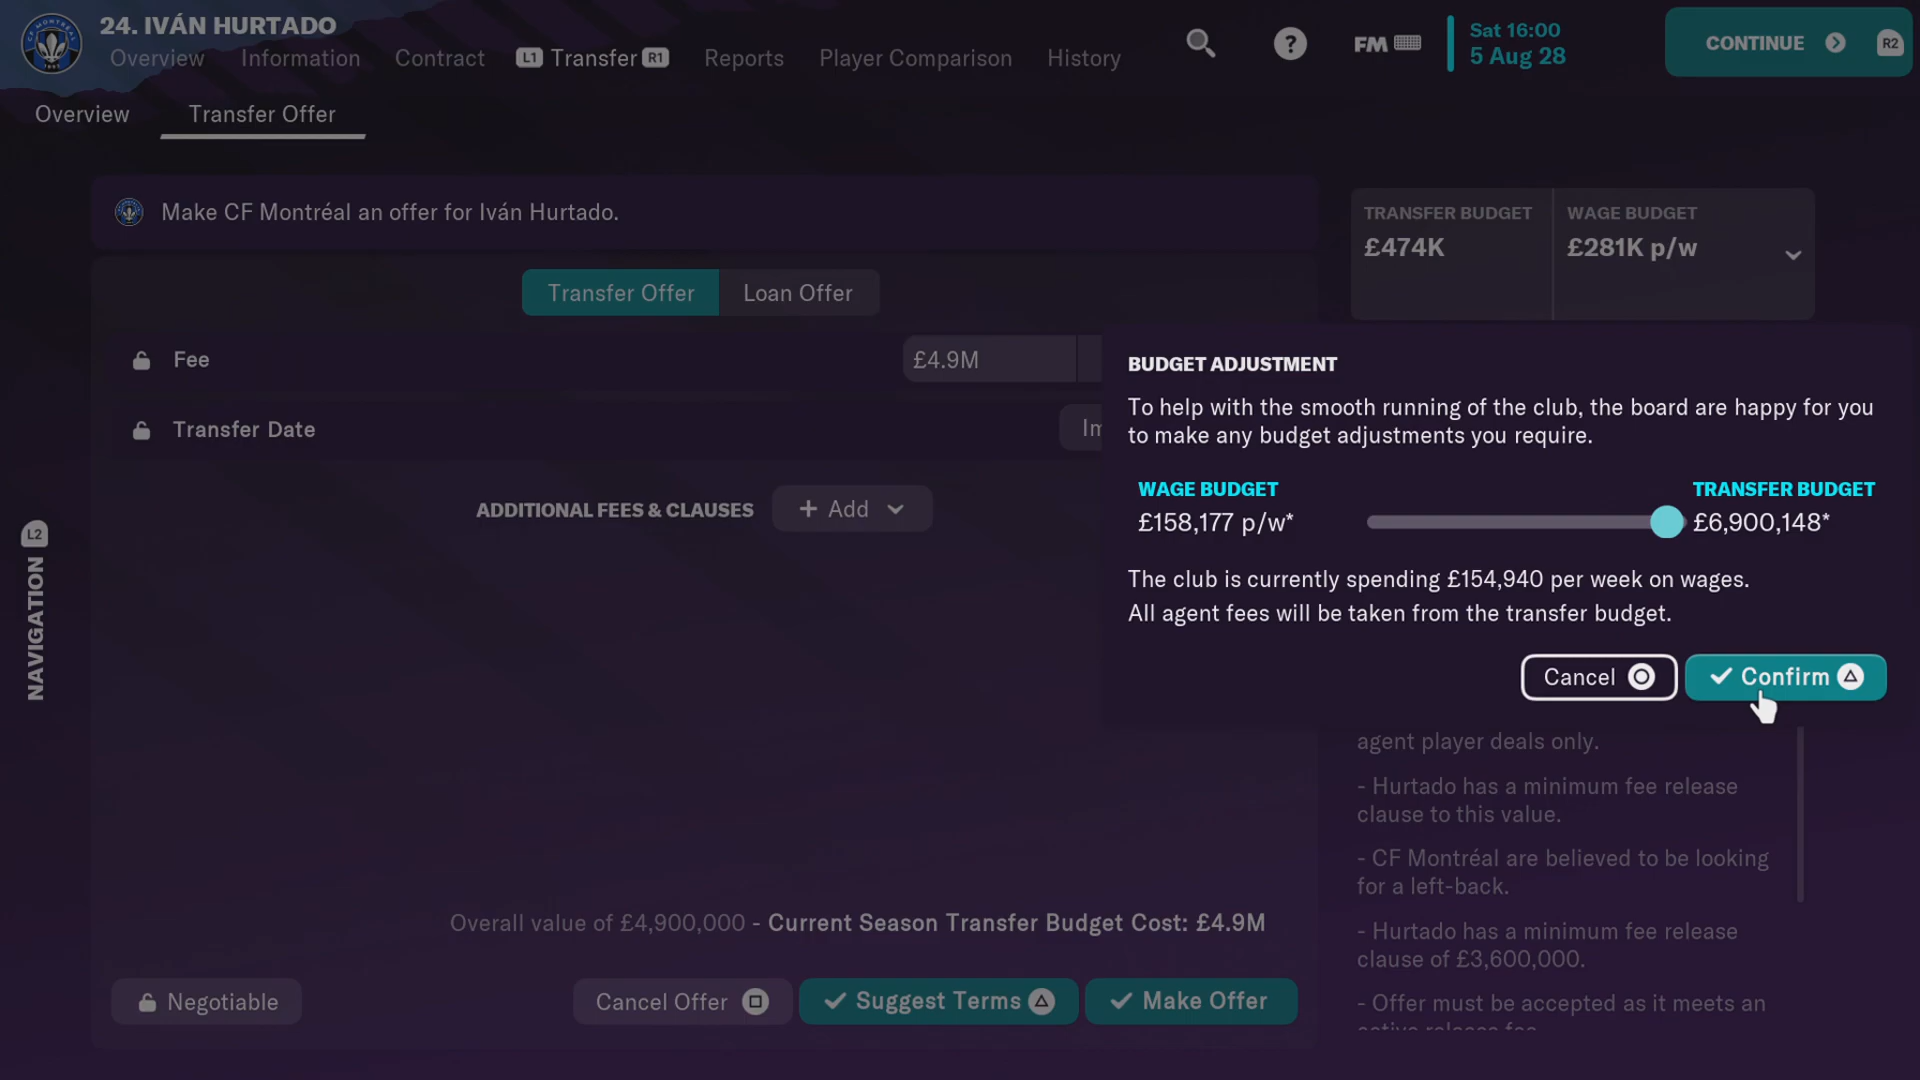 24. IVÁN HURTADO
Overview Information Contract L1 Transfer R1 Reports Player Comparison History
? FM
Sat 16:00
5 Aug 28
CONTINUE R2
Overview Transfer Offer
Make CF Montréal an offer for Iván Hurtado.
TRANSFER BUDGET WAGE BUDGET
£474K £281K p/w
Transfer Offer Loan Offer
Fee £4.9M
Transfer Date Im
ADDITIONAL FEES & CLAUSES + Add
BUDGET ADJUSTMENT
To help with the smooth running of the club, the board are happy for you
to make any budget adjustments you require.
WAGE BUDGET TRANSFER BUDGET
£158,177 p/w* £6,900,148*
The club is currently spending £154,940 per week on wages.
All agent fees will be taken from the transfer budget.
Cancel Confirm
L2
NAVIGATION
agent player deals only.
- Hurtado has a minimum fee release
clause to this value.
- CF Montréal are believed to be looking
for a left-back.
- Hurtado has a minimum fee release
clause of £3,600,000.
- Offer must be accepted as it meets an
active release fee
Overall value of £4,900,000 - Current Season Transfer Budget Cost: £4.9M
Negotiable Cancel Offer Suggest Terms Make Offer